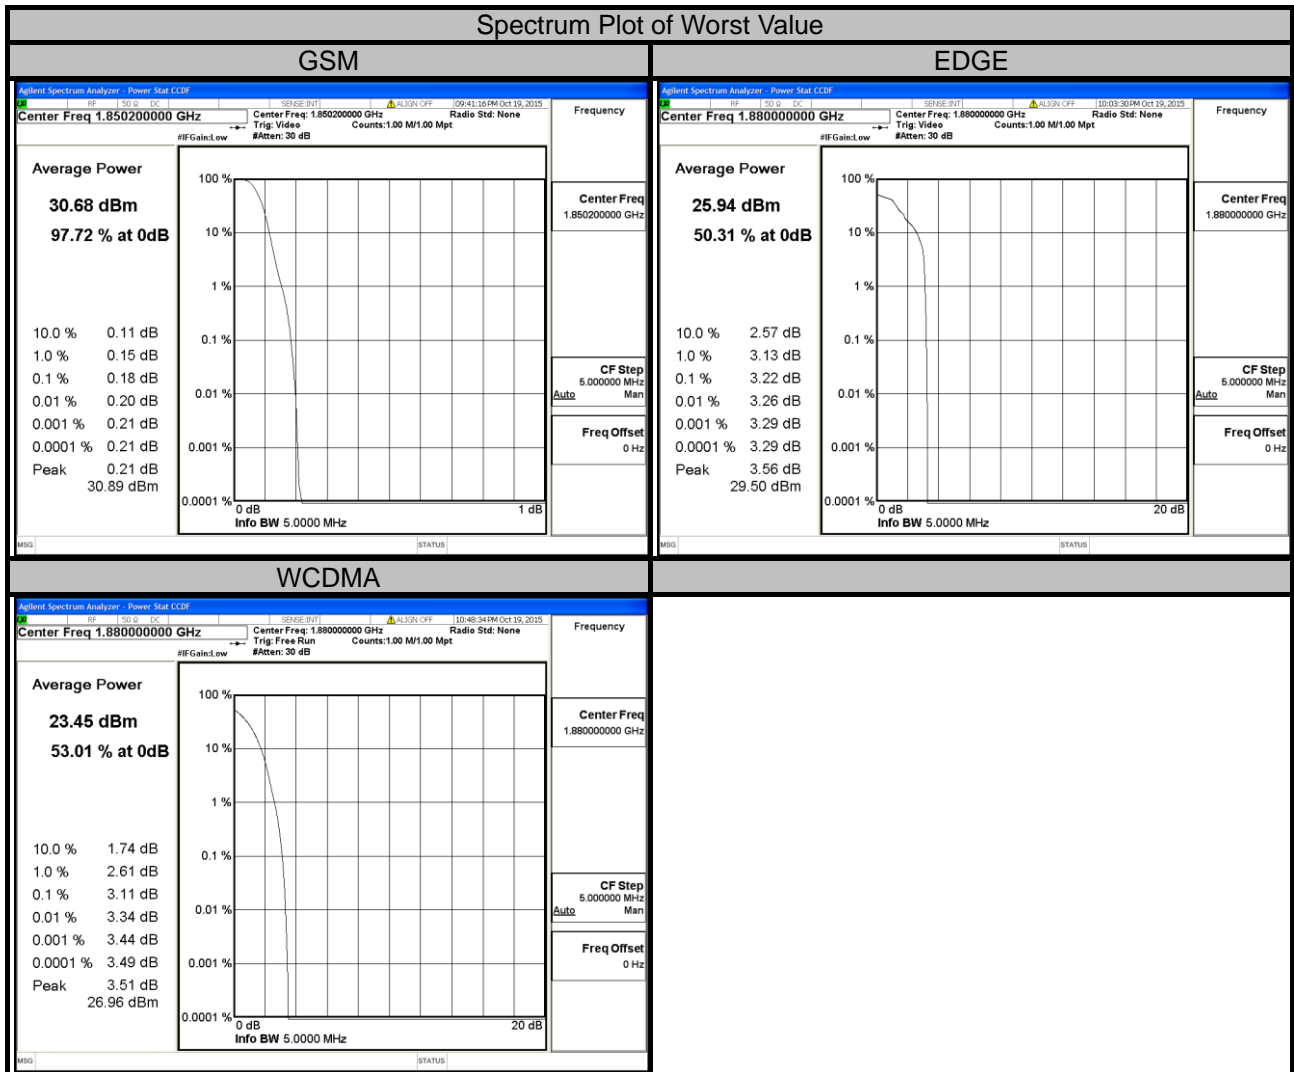 Spectrum Plot of Worst Value
GSM
EDGE
Agilent Spectrum Analyzer - Power Stat CCDF
RF 50 Ω DC SENSE:INT ALIGN OFF 09:41:16 PM Oct 19, 2015
Center Freq 1.850200000 GHz
Center Freq: 1.850200000 GHz Radio Std: None
Trig: Video Counts:1.00 M/1.00 Mpt
#IFGain:Low #Atten: 30 dB
Frequency
Average Power
30.68 dBm
97.72 % at 0dB
10.0 % 0.11 dB
1.0 % 0.15 dB
0.1 % 0.18 dB
0.01 % 0.20 dB
0.001 % 0.21 dB
0.0001 % 0.21 dB
Peak 0.21 dB
30.89 dBm
100 %
10 %
1 %
0.1 %
0.01 %
0.001 %
0.0001 %
0 dB 1 dB
Info BW 5.0000 MHz
Center Freq
1.850200000 GHz
CF Step
5.000000 MHz
Auto Man
Freq Offset
0 Hz
MSG STATUS
Agilent Spectrum Analyzer - Power Stat CCDF
RF 50 Ω DC SENSE:INT ALIGN OFF 10:03:30 PM Oct 19, 2015
Center Freq 1.880000000 GHz
Center Freq: 1.880000000 GHz Radio Std: None
Trig: Video Counts:1.00 M/1.00 Mpt
#IFGain:Low #Atten: 30 dB
Frequency
Average Power
25.94 dBm
50.31 % at 0dB
10.0 % 2.57 dB
1.0 % 3.13 dB
0.1 % 3.22 dB
0.01 % 3.26 dB
0.001 % 3.29 dB
0.0001 % 3.29 dB
Peak 3.56 dB
29.50 dBm
100 %
10 %
1 %
0.1 %
0.01 %
0.001 %
0.0001 %
0 dB 20 dB
Info BW 5.0000 MHz
Center Freq
1.880000000 GHz
CF Step
5.000000 MHz
Auto Man
Freq Offset
0 Hz
MSG STATUS
WCDMA
Agilent Spectrum Analyzer - Power Stat CCDF
RF 50 Ω DC SENSE:INT ALIGN OFF 10:48:34 PM Oct 19, 2015
Center Freq 1.880000000 GHz
Center Freq: 1.880000000 GHz Radio Std: None
Trig: Free Run Counts:1.00 M/1.00 Mpt
#IFGain:Low #Atten: 30 dB
Frequency
Average Power
23.45 dBm
53.01 % at 0dB
10.0 % 1.74 dB
1.0 % 2.61 dB
0.1 % 3.11 dB
0.01 % 3.34 dB
0.001 % 3.44 dB
0.0001 % 3.49 dB
Peak 3.51 dB
26.96 dBm
100 %
10 %
1 %
0.1 %
0.01 %
0.001 %
0.0001 %
0 dB 20 dB
Info BW 5.0000 MHz
Center Freq
1.880000000 GHz
CF Step
5.000000 MHz
Auto Man
Freq Offset
0 Hz
MSG STATUS